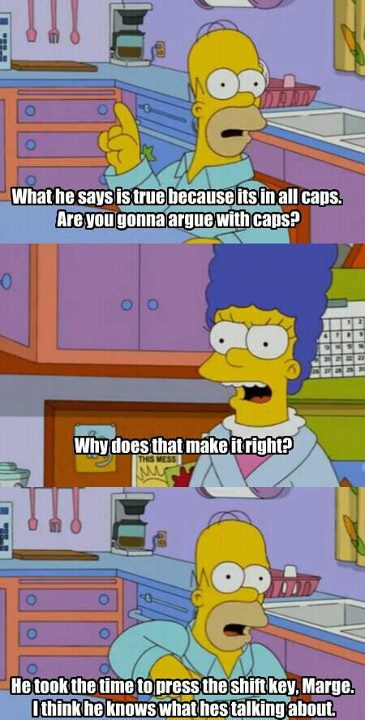 What he says is true because its in all caps.
Are you gonna argue with caps?
Why does that make it right?
THIS MESS
He took the time to press the shift key, Marge.
I think he knows what hes talking about.